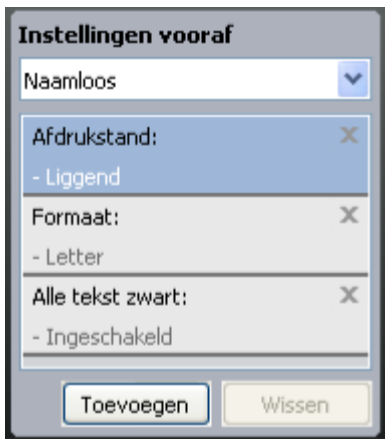 Instellingen vooraf
Naamloos
Afdrukstand:
- Liggend
Formaat:
- Letter
Alle tekst zwart:
- Ingeschakeld
Toevoegen
Wissen